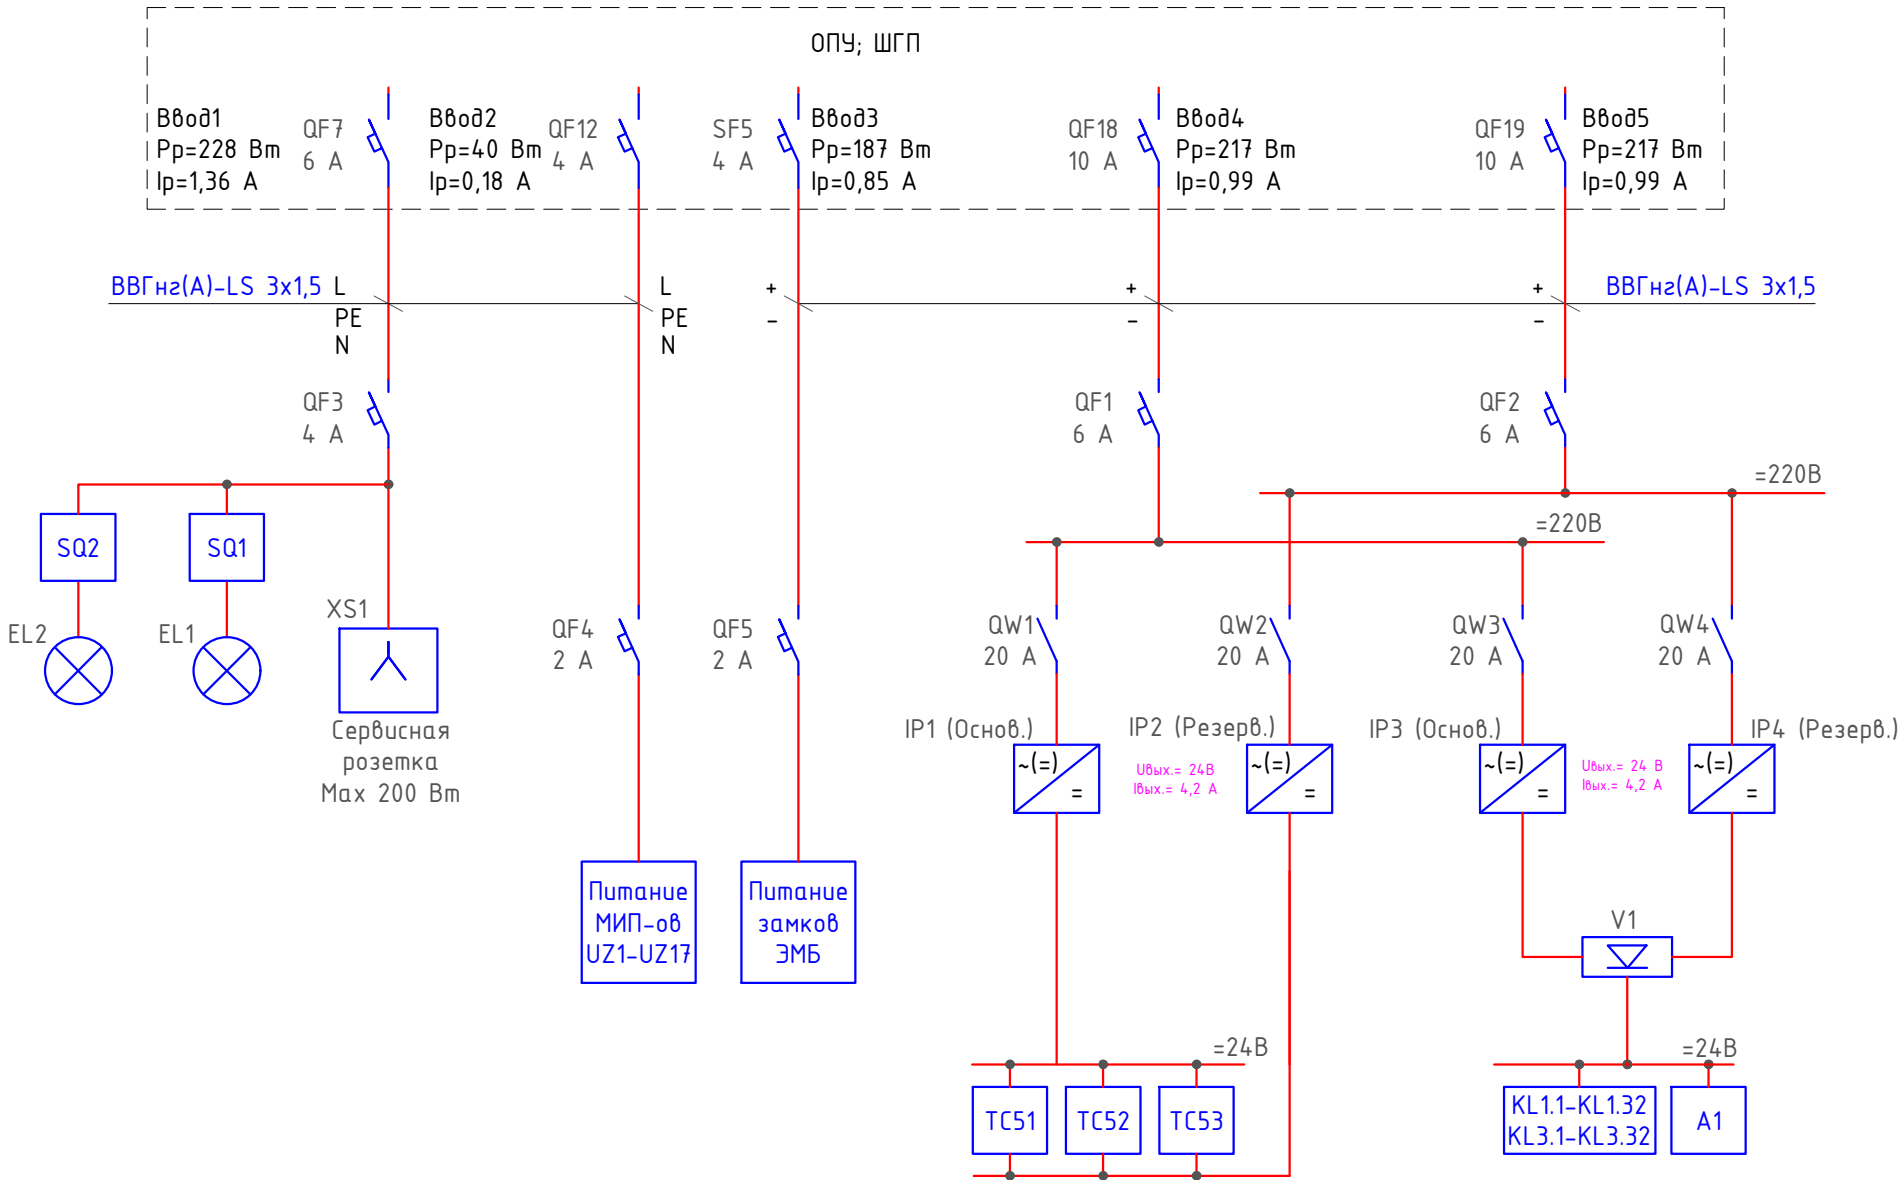 ОПУ; ШГП
Ввод1
Рр=228 Вт
Iр=1,36 А
QF7
6 А
Ввод2
Рр=40 Вт
Iр=0,18 А
QF12
4 А
SF5
4 А
Ввод3
Рр=187 Вт
Iр=0,85 А
QF18
10 А
Ввод4
Рр=217 Вт
Iр=0,99 А
QF19
10 А
Ввод5
Рр=217 Вт
Iр=0,99 А
ВВГнг(А)-LS 3х1,5
L
PE
N
L
PE
N
+
-
+
-
+
-
ВВГнг(А)-LS 3х1,5
QF3
4 А
QF1
6 А
QF2
6 А
=220В
=220В
SQ2
SQ1
EL2
EL1
XS1
Сервисная
розетка
Max 200 Вт
QF4
2 А
QF5
2 А
QW1
20 А
QW2
20 А
QW3
20 А
QW4
20 А
IP1 (Основ.)
IP2 (Резерв.)
IP3 (Основ.)
IP4 (Резерв.)
~(=)
=
Uвых.= 24В
Iвых.= 4,2 А
~(=)
=
~(=)
=
Uвых.= 24 В
Iвых.= 4,2 А
~(=)
=
Питание
МИП-ов
UZ1-UZ17
Питание
замков
ЭМБ
V1
=24В
=24В
TC51
TC52
TC53
KL1.1-KL1.32
KL3.1-KL3.32
A1